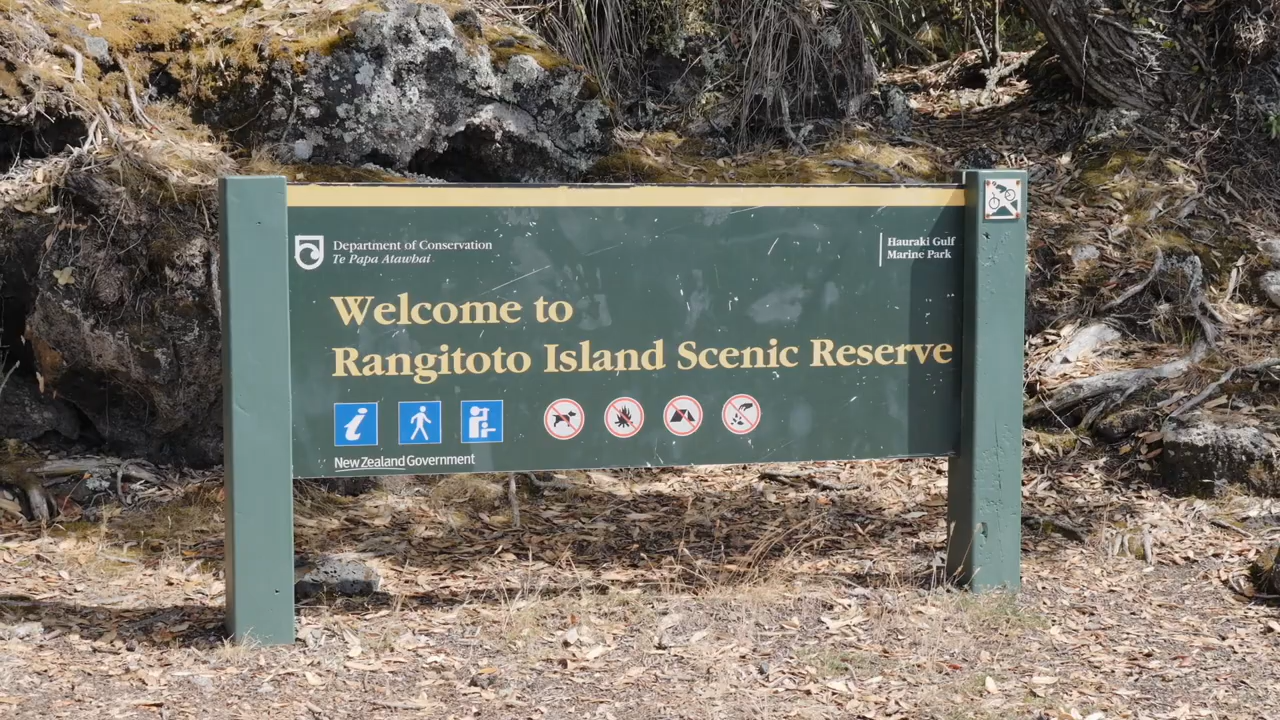 Department of Conservation
Te Papa Atawhai
Hauraki Gulf
Marine Park
Welcome to
Rangitoto Island Scenic Reserve
New Zealand Government